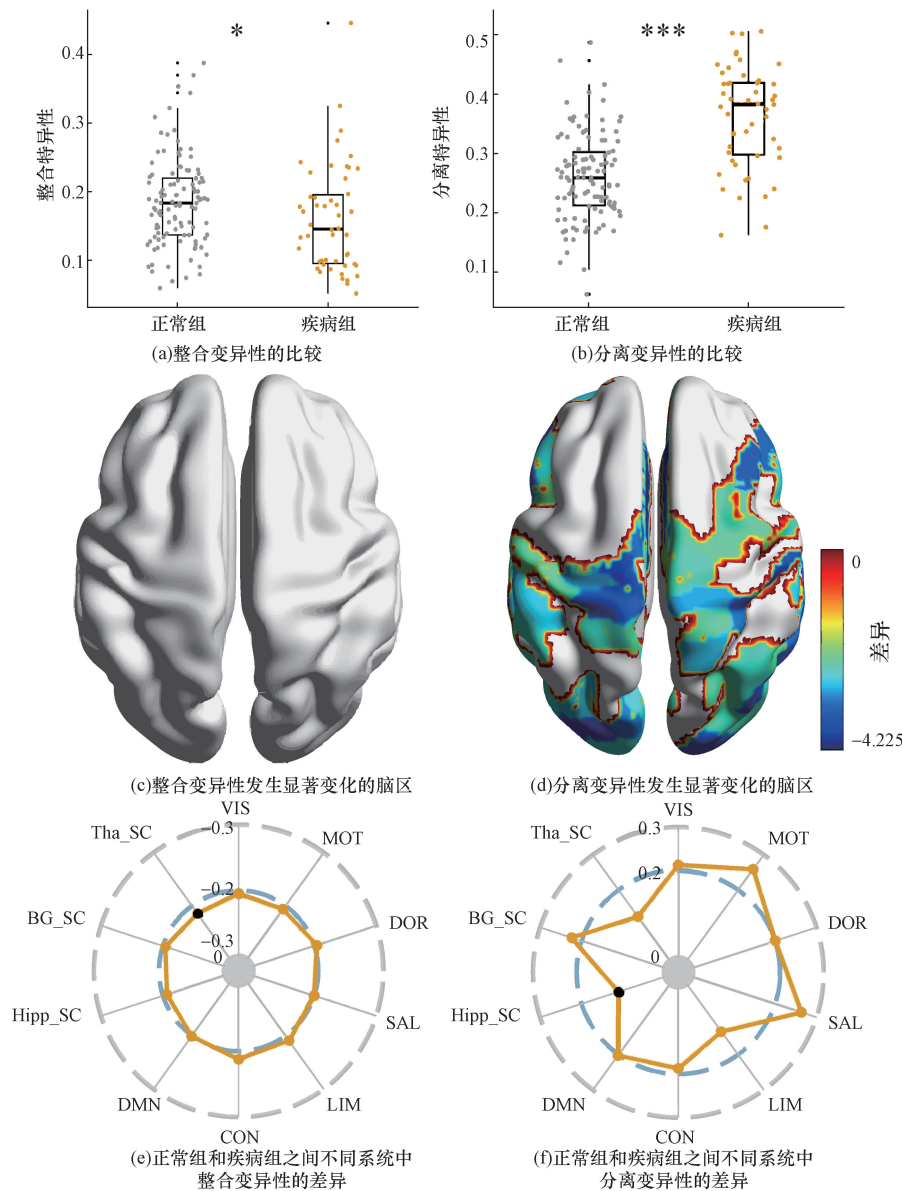 *
***
0.4
0.3
0.2
0.1
整合特异性
正常组
疾病组
(a)整合变异性的比较
0.5
0.4
0.3
0.2
0.1
分离特异性
正常组
疾病组
(b)分离变异性的比较
0
差异
−4.225
(c)整合变异性发生显著变化的脑区
(d)分离变异性发生显著变化的脑区
VIS
−0.3
Tha_SC
MOT
−0.2
BG_SC
DOR
−0.3
0
Hipp_SC
SAL
DMN
LIM
CON
(e)正常组和疾病组之间不同系统中
整合变异性的差异
VIS
0.3
Tha_SC
MOT
0.2
BG_SC
DOR
0
Hipp_SC
SAL
DMN
LIM
CON
(f)正常组和疾病组之间不同系统中
分离变异性的差异